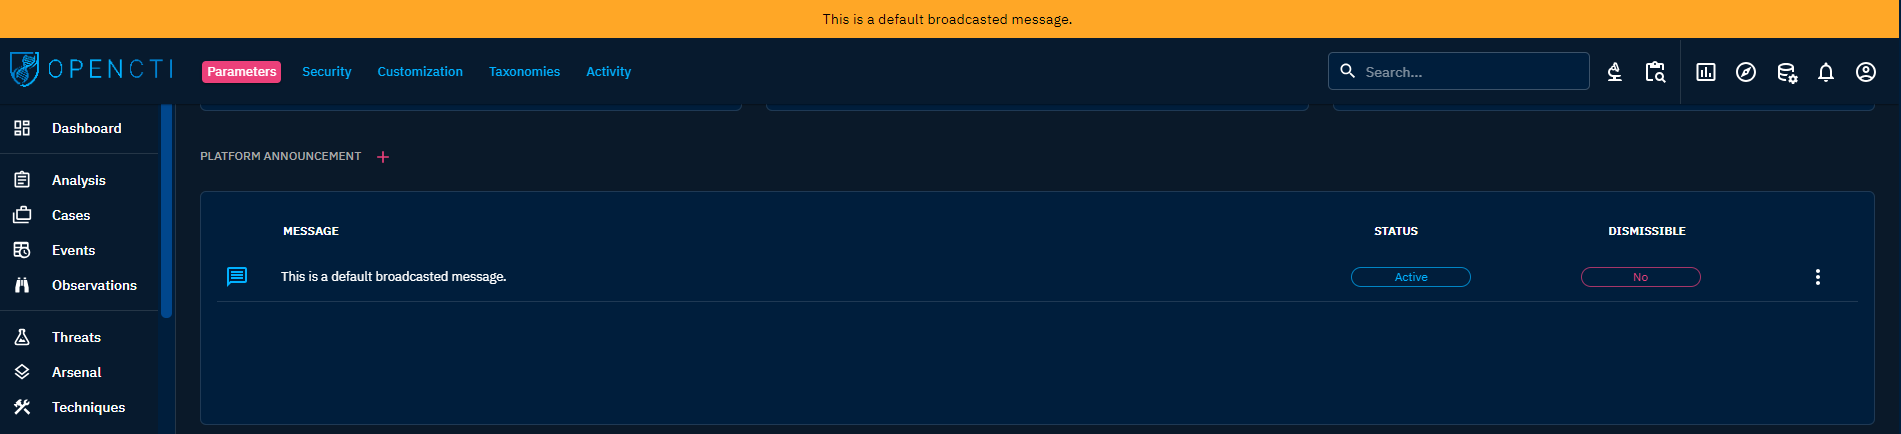 This is a default broadcasted message.
OPENCTI
Parameters Security Customization Taxonomies Activity
Search...
Dashboard
Analysis
Cases
Events
Observations
Threats
Arsenal
Techniques
PLATFORM ANNOUNCEMENT +
MESSAGE STATUS DISMISSIBLE
This is a default broadcasted message. Active No